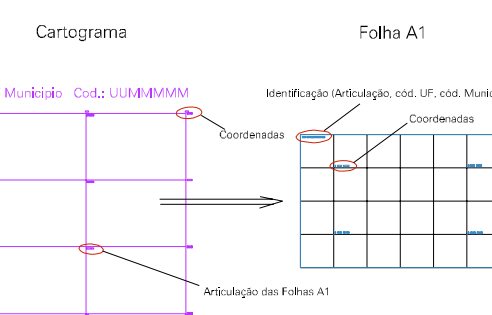 Cartograma
Folha A1
Municipio Cod.: UUMMMMM
Identificação (Articulação, cód. UF, cód. Munic
Coordenadas
Coordenadas
Articulação das Folhas A1